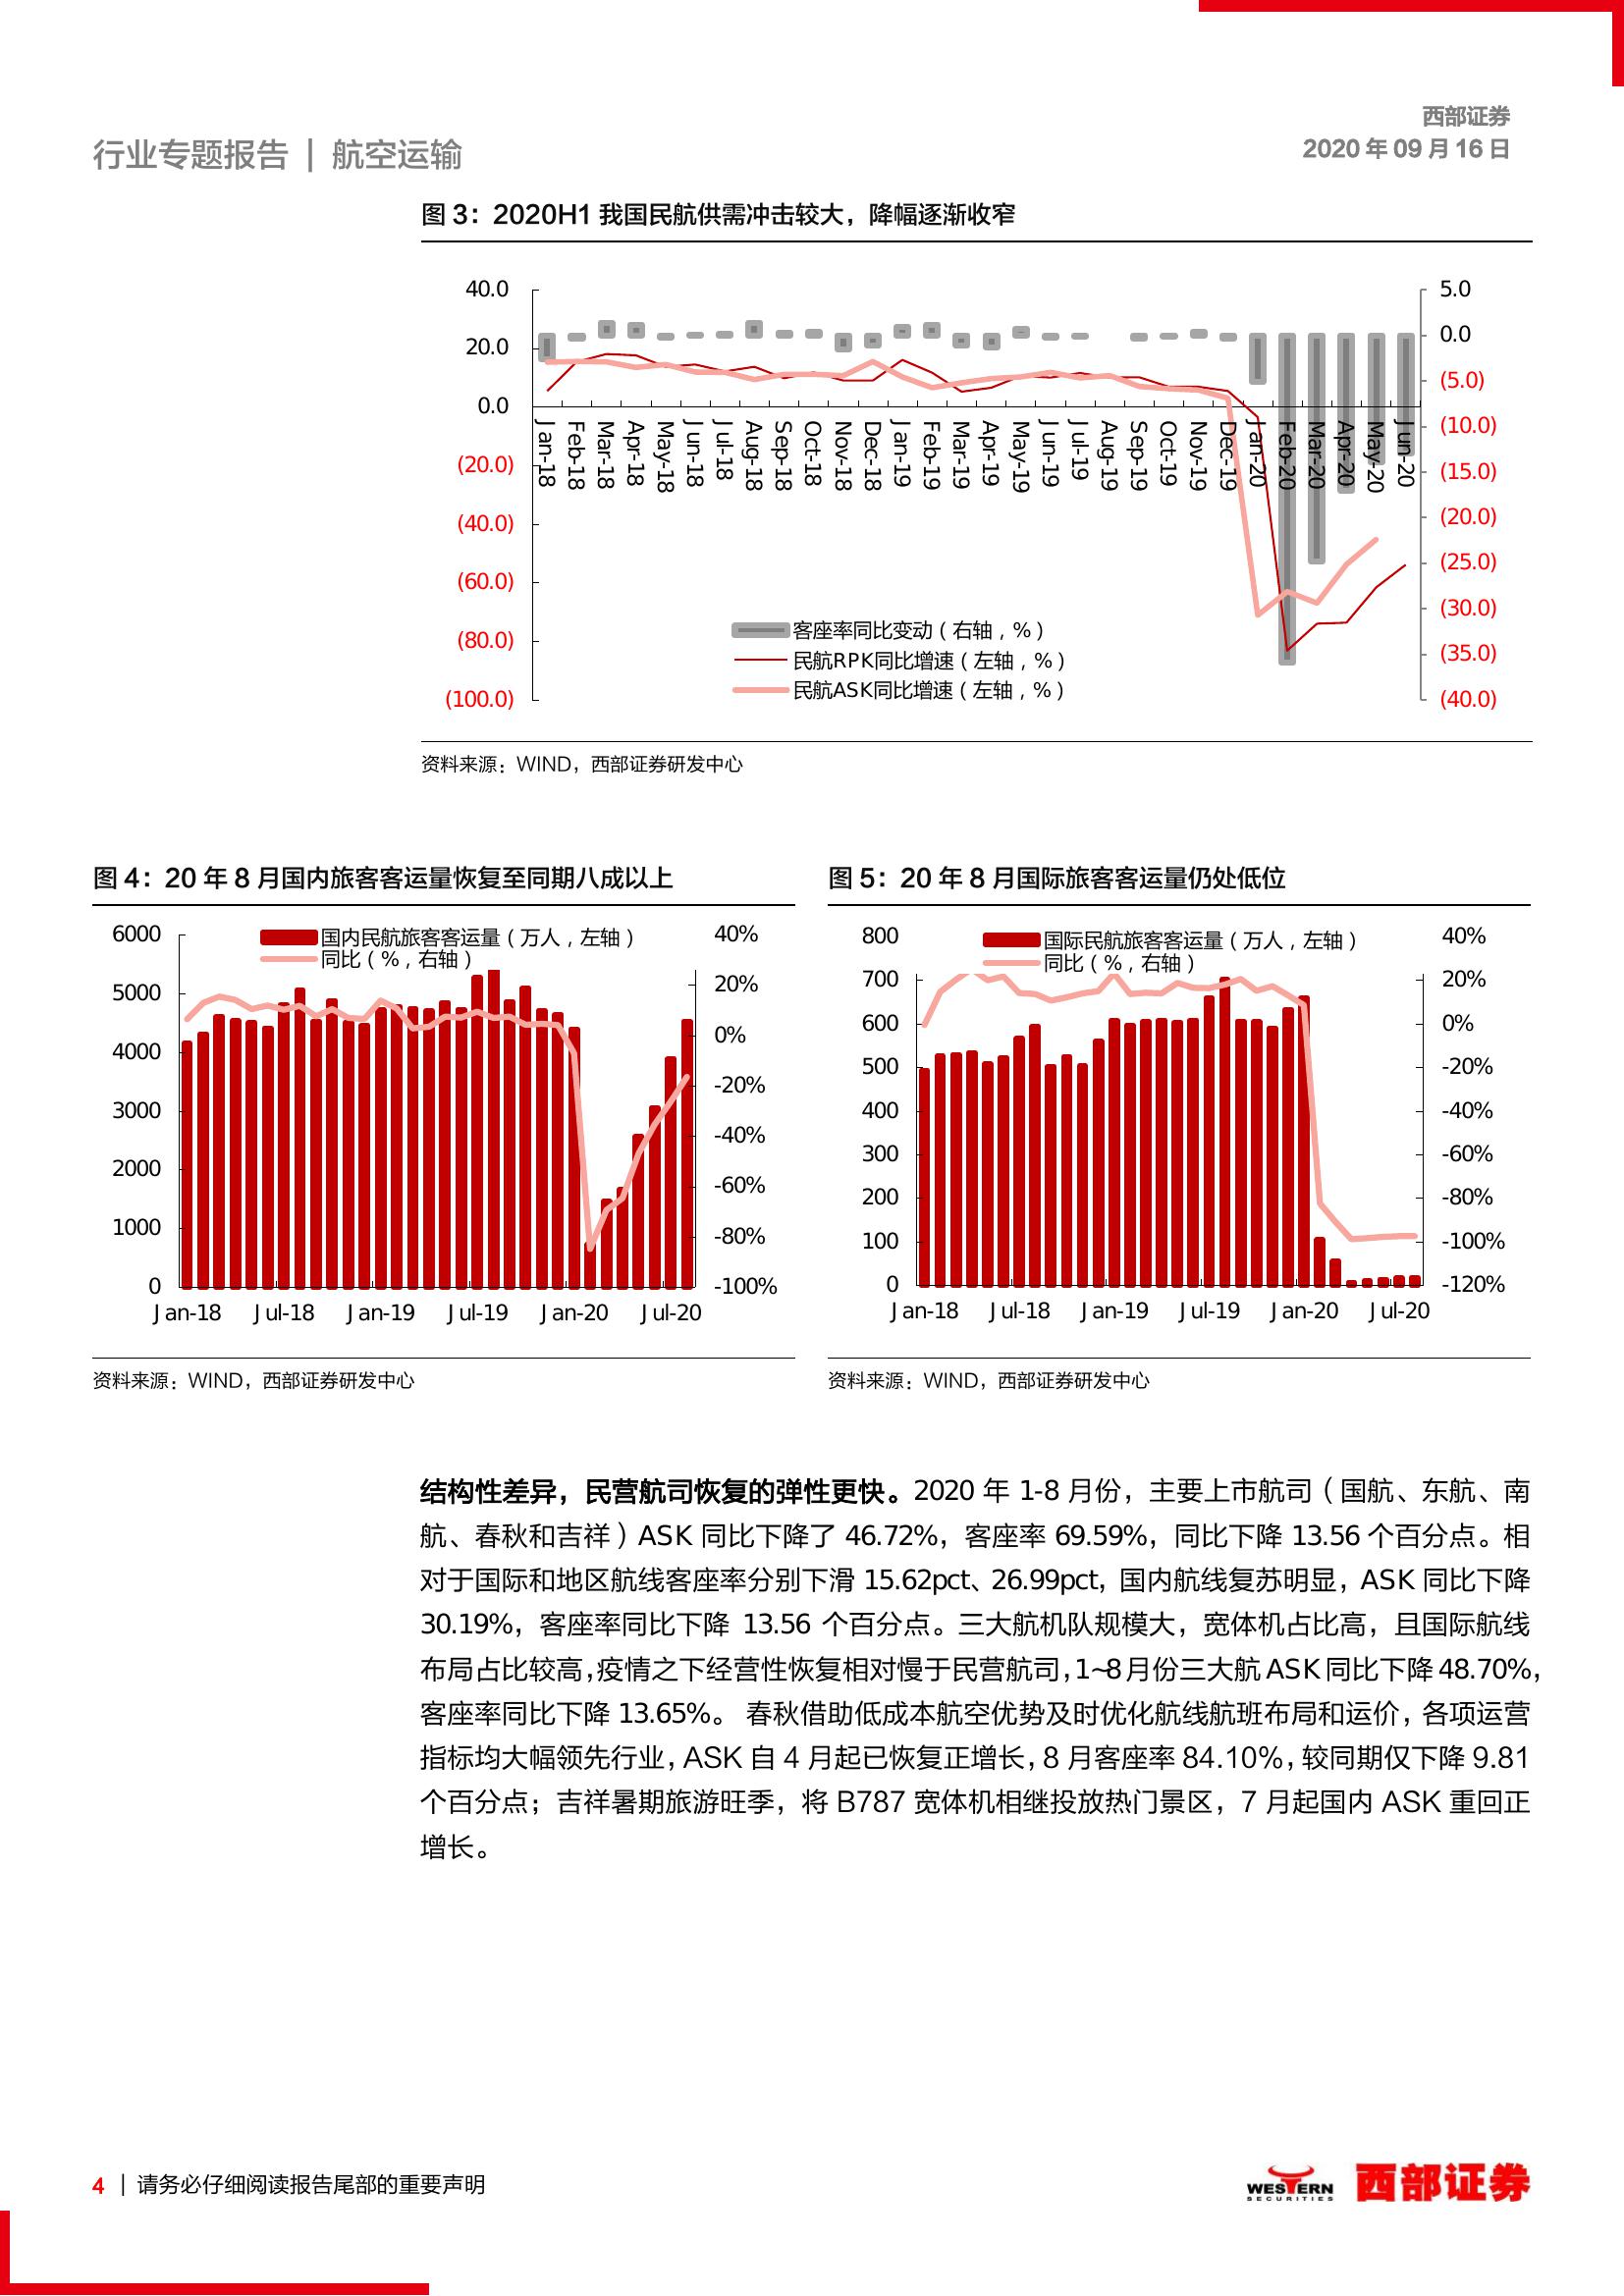 西部证券
行业专题报告 | 航空运输
2020 年 09 月 16 日
图 3：2020H1 我国民航供需冲击较大，降幅逐渐收窄
40.0
20.0
0.0
(20.0)
(40.0)
(60.0)
(80.0)
(100.0)
5.0
0.0
(5.0)
(10.0)
(15.0)
(20.0)
(25.0)
(30.0)
(35.0)
(40.0)
Jan-18
Feb-18
Mar-18
Apr-18
May-18
Jun-18
Jul-18
Aug-18
Sep-18
Oct-18
Nov-18
Dec-18
Jan-19
Feb-19
Mar-19
Apr-19
May-19
Jun-19
Jul-19
Aug-19
Sep-19
Oct-19
Nov-19
Dec-19
Jan-20
Feb-20
Mar-20
Apr-20
May-20
Jun-20
客座率同比变动（右轴，%）
民航RPK同比增速（左轴，%）
民航ASK同比增速（左轴，%）
资料来源：WIND，西部证券研发中心
图 4：20 年 8 月国内旅客客运量恢复至同期八成以上
6000
5000
4000
3000
2000
1000
0
国内民航旅客客运量（万人，左轴）
同比（%，右轴）
40%
20%
0%
-20%
-40%
-60%
-80%
-100%
Jan-18
Jul-18
Jan-19
Jul-19
Jan-20
Jul-20
资料来源：WIND，西部证券研发中心
图 5：20 年 8 月国际旅客客运量仍处低位
800
700
600
500
400
300
200
100
0
国际民航旅客客运量（万人，左轴）
同比（%，右轴）
40%
20%
0%
-20%
-40%
-60%
-80%
-100%
-120%
Jan-18
Jul-18
Jan-19
Jul-19
Jan-20
Jul-20
资料来源：WIND，西部证券研发中心
结构性差异，民营航司恢复的弹性更快。2020 年 1-8 月份，主要上市航司（国航、东航、南
航、春秋和吉祥）ASK 同比下降了 46.72%，客座率 69.59%，同比下降 13.56 个百分点。相
对于国际和地区航线客座率分别下滑 15.62pct、26.99pct，国内航线复苏明显，ASK 同比下降
30.19%，客座率同比下降 13.56 个百分点。三大航机队规模大，宽体机占比高，且国际航线
布局占比较高，疫情之下经营性恢复相对慢于民营航司，1~8 月份三大航 ASK 同比下降 48.70%，
客座率同比下降 13.65%。 春秋借助低成本航空优势及时优化航线航班布局和运价，各项运营
指标均大幅领先行业，ASK 自 4 月起已恢复正增长，8 月客座率 84.10%，较同期仅下降 9.81
个百分点；吉祥暑期旅游旺季，将 B787 宽体机相继投放热门景区，7 月起国内 ASK 重回正
增长。
4 | 请务必仔细阅读报告尾部的重要声明
WESTERN
SECURITIES
西部证券